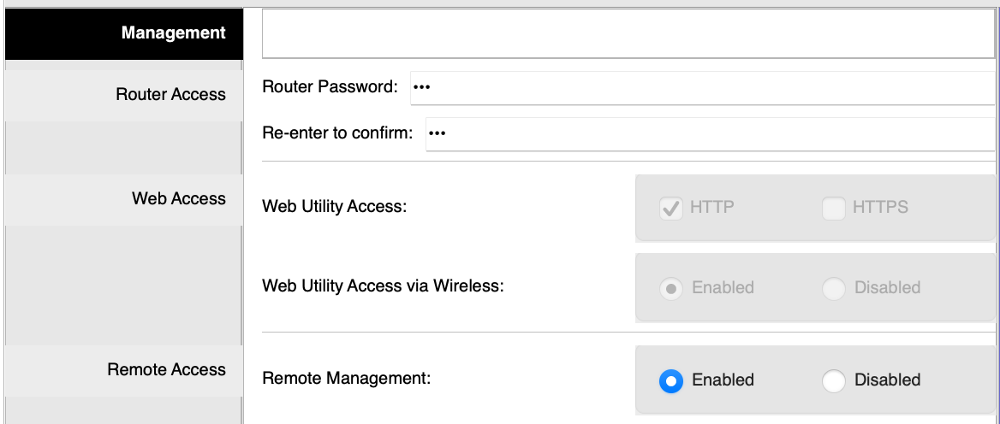 Management
Router Access
Router Password: •••
Re-enter to confirm: •••
Web Access
Web Utility Access: HTTP HTTPS
Web Utility Access via Wireless: Enabled Disabled
Remote Access
Remote Management: Enabled Disabled